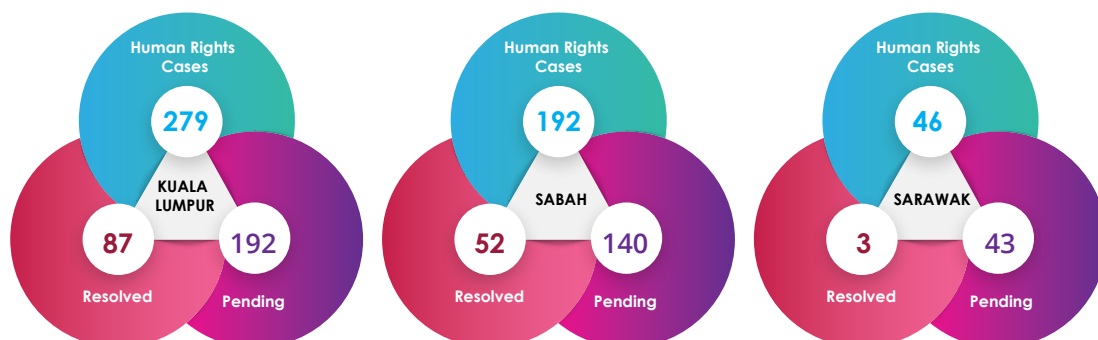 Human Rights
Cases
279
KUALA
LUMPUR
87
192
Resolved
Pending
Human Rights
Cases
192
SABAH
52
140
Resolved
Pending
Human Rights
Cases
46
SARAWAK
3
43
Resolved
Pending